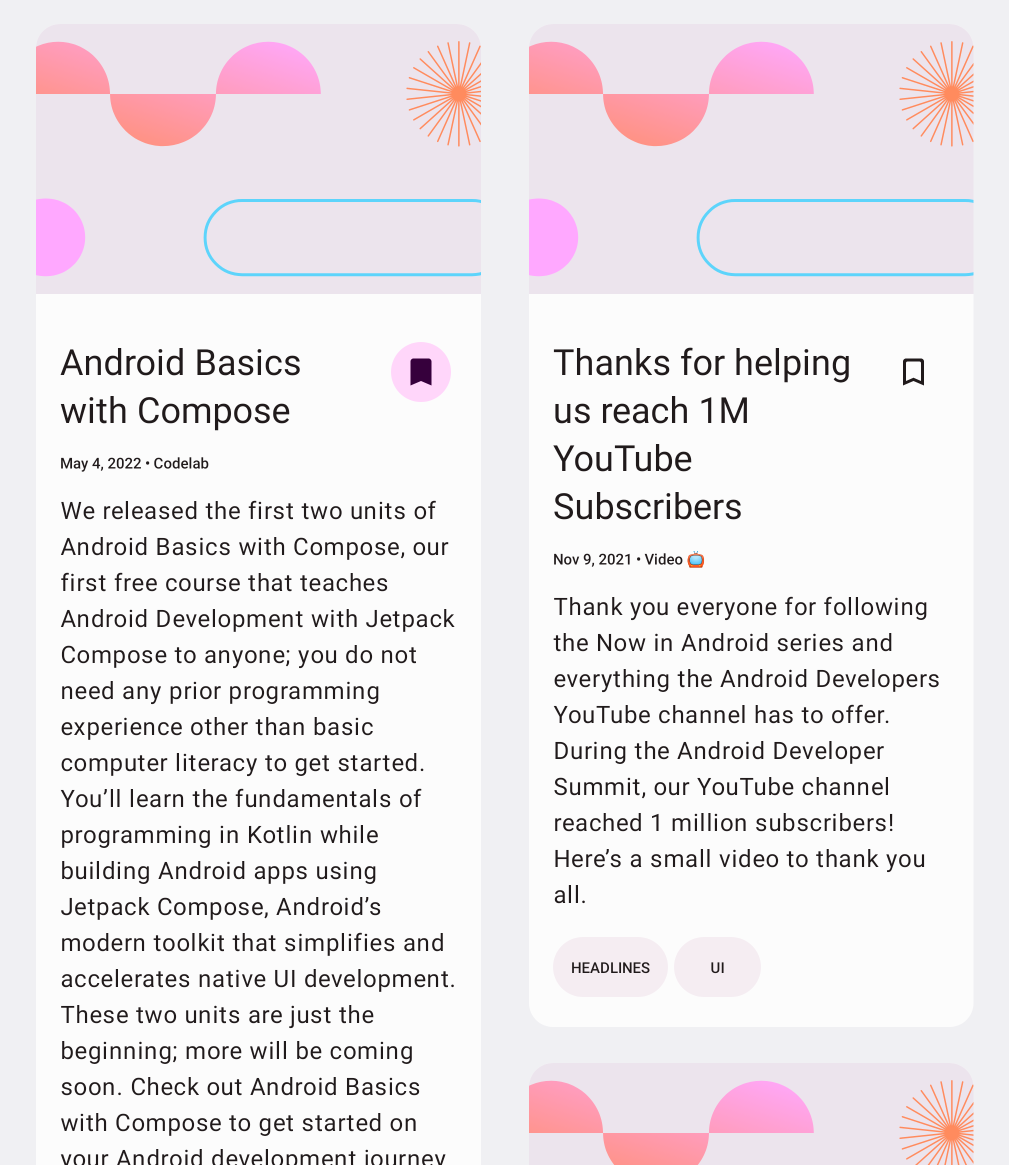 Android Basics
with Compose
May 4, 2022 • Codelab
We released the first two units of
Android Basics with Compose, our
first free course that teaches
Android Development with Jetpack
Compose to anyone; you do not
need any prior programming
experience other than basic
computer literacy to get started.
You’ll learn the fundamentals of
programming in Kotlin while
building Android apps using
Jetpack Compose, Android’s
modern toolkit that simplifies and
accelerates native UI development.
These two units are just the
beginning; more will be coming
soon. Check out Android Basics
with Compose to get started on
your Android development journey
Thanks for helping
us reach 1M
YouTube
Subscribers
Nov 9, 2021 • Video 📺
Thank you everyone for following
the Now in Android series and
everything the Android Developers
YouTube channel has to offer.
During the Android Developer
Summit, our YouTube channel
reached 1 million subscribers!
Here’s a small video to thank you
all.
HEADLINES
UI